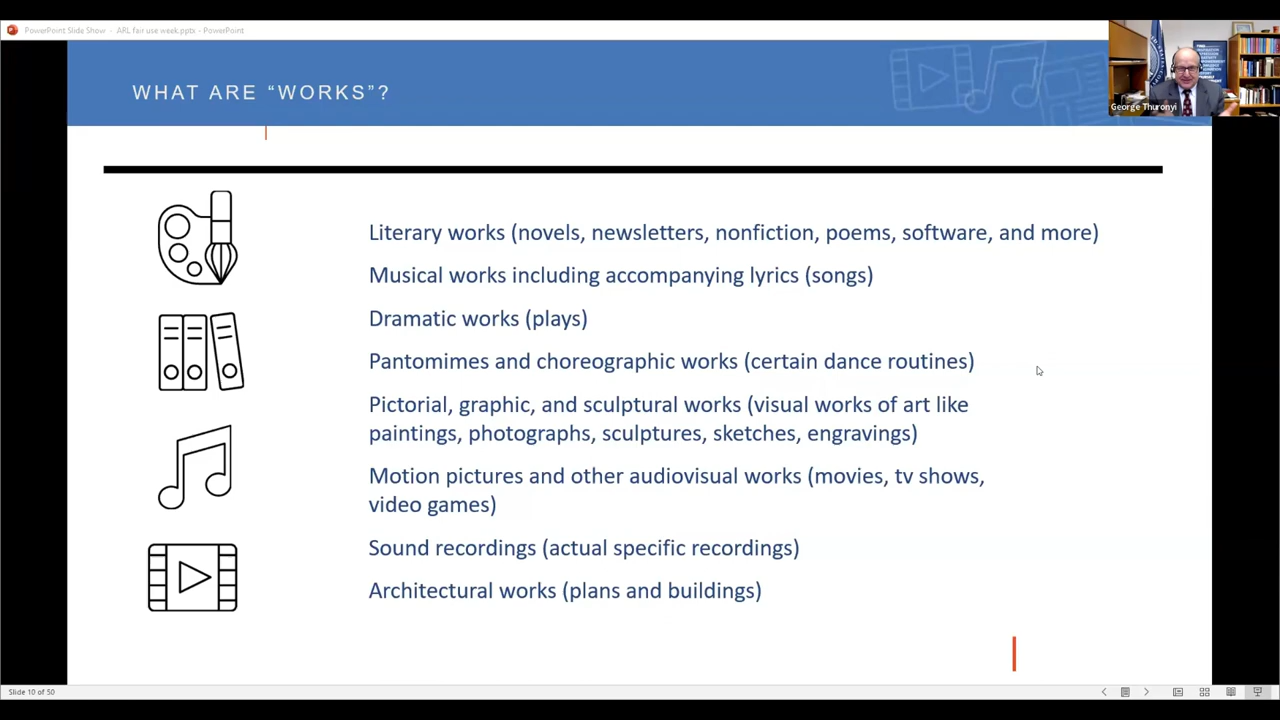 PowerPoint Slide Show - ARL fair use week.pptx - PowerPoint
WHAT ARE “WORKS”?
George Thuronyi
Literary works (novels, newsletters, nonfiction, poems, software, and more)
Musical works including accompanying lyrics (songs)
Dramatic works (plays)
Pantomimes and choreographic works (certain dance routines)
Pictorial, graphic, and sculptural works (visual works of art like
paintings, photographs, sculptures, sketches, engravings)
Motion pictures and other audiovisual works (movies, tv shows,
video games)
Sound recordings (actual specific recordings)
Architectural works (plans and buildings)
Slide 10 of 50